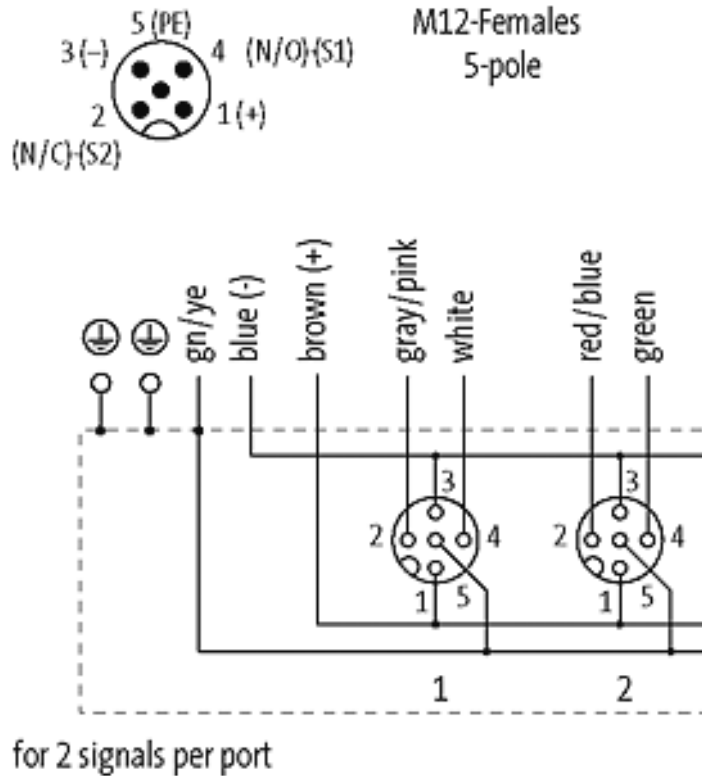 5 (PE)
M12-Females
3 (–)
4 (N/O)-(S1)
5-pole
2
1 (+)
(N/C)-(S2)
gn/ye
blue (-)
brown (+)
gray/pink
white
red/blue
green
3
3
2
4
2
4
1
5
1
5
1
2
for 2 signals per port